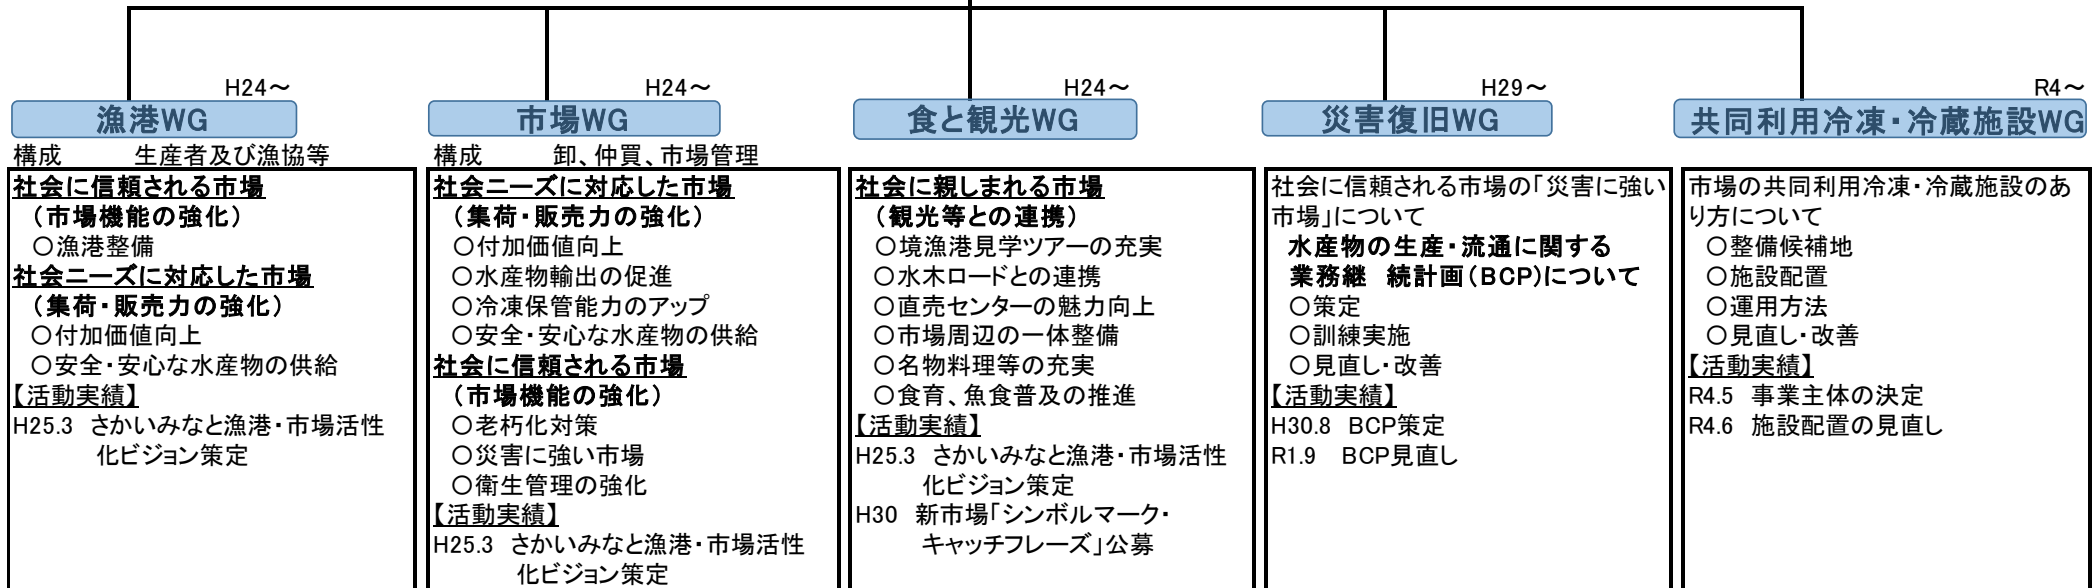 H24～
漁港WG
構成　生産者及び漁協等
社会に信頼される市場
（市場機能の強化）
○漁港整備
社会ニーズに対応した市場
（集荷・販売力の強化）
○付加価値向上
○安全・安心な水産物の供給
【活動実績】
H25.3 さかいみなと漁港・市場活性
化ビジョン策定
H24～
市場WG
構成　卸、仲買、市場管理
社会ニーズに対応した市場
（集荷・販売力の強化）
○付加価値向上
○水産物輸出の促進
○冷凍保管能力のアップ
○安全・安心な水産物の供給
社会に信頼される市場
（市場機能の強化）
○老朽化対策
○災害に強い市場
○衛生管理の強化
【活動実績】
H25.3 さかいみなと漁港・市場活性
化ビジョン策定
H24～
食と観光WG
社会に親しまれる市場
（観光等との連携）
○境漁港見学ツアーの充実
○水木ロードとの連携
○直売センターの魅力向上
○市場周辺の一体整備
○名物料理等の充実
○食育、魚食普及の推進
【活動実績】
H25.3 さかいみなと漁港・市場活性
化ビジョン策定
H30 新市場「シンボルマーク・
キャッチフレーズ」公募
H29～
災害復旧WG
社会に信頼される市場の「災害に強い
市場」について
水産物の生産・流通に関する
業務継 続計画（BCP）について
○策定
○訓練実施
○見直し・改善
【活動実績】
H30.8 BCP策定
R1.9 BCP見直し
R4～
共同利用冷凍・冷蔵施設WG
市場の共同利用冷凍・冷蔵施設のあ
り方について
○整備候補地
○施設配置
○運用方法
○見直し・改善
【活動実績】
R4.5 事業主体の決定
R4.6 施設配置の見直し